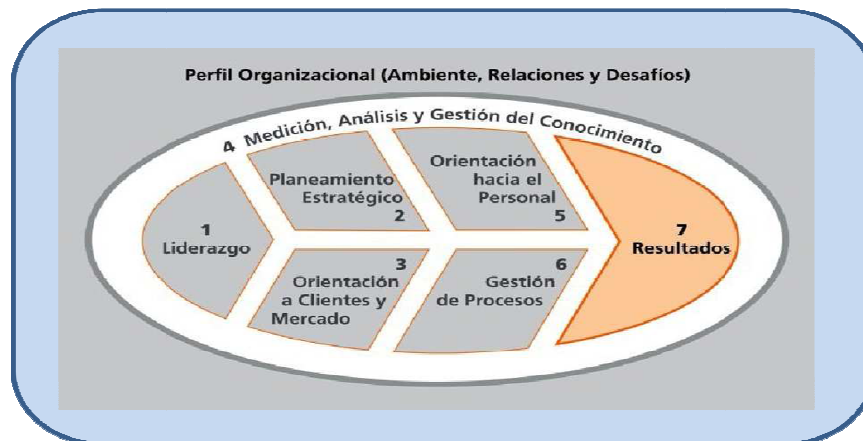 Perfil Organizacional (Ambiente, Relaciones y Desafíos)
4 Medición, Análisis y Gestión del Conocimiento
1
Liderazgo
Planeamiento
Estratégico
2
3
Orientación
a Clientes y
Mercado
Orientación
hacia el
Personal
5
6
Gestión
de Procesos
7
Resultados